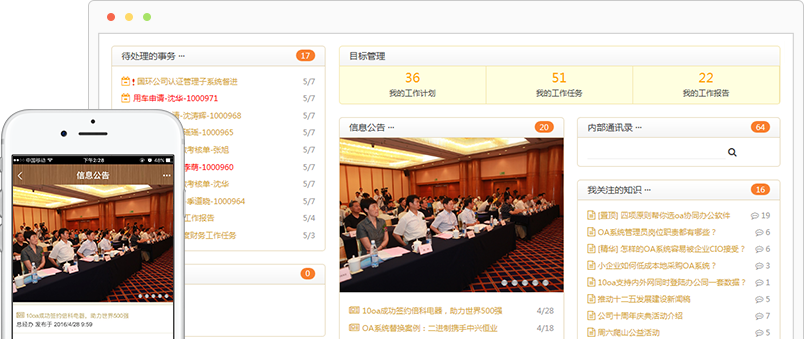 待处理的事务 ··· 17
国环公司认证管理子系统推进 5/7
用车申请-沈华-1000971 5/7
请-沈涛辉-1000968 5/7
瑞瑶-1000965 5/7
效考核单-张旭 5/7
李萌-1000960 5/7
效考核单-沈华 5/7
-季谭晓-1000964 5/7
工作报告 5/4
度财务工作任务 5/3
0
目标管理
36 51 22
我的工作计划 我的工作任务 我的工作报告
信息公告 ··· 20
10oa成功签约倍科电器，助力世界500强 4/28
OA系统替换案例：二进制携手中兴恒业 4/18
内部通讯录 ··· 64
我关注的知识 ··· 16
[置顶] 四项原则帮你选oa协同办公软件 19
OA系统管理员岗位职责都有哪些？ 6
[精华] 怎样的OA系统容易被企业CIO接受？ 6
小企业如何低成本地采购OA系统？ 3
10oa支持内外网同时登陆办公同一套数据？ 1
推动十二五发展建设新闻稿 5
公司十周年庆典活动介绍 7
周六爬山公益活动 5
中国移动 下午2:28 48%
信息公告 ···
10oa成功签约倍科电器，助力世界500强
总经办 发布于 2016/4/28 9:59